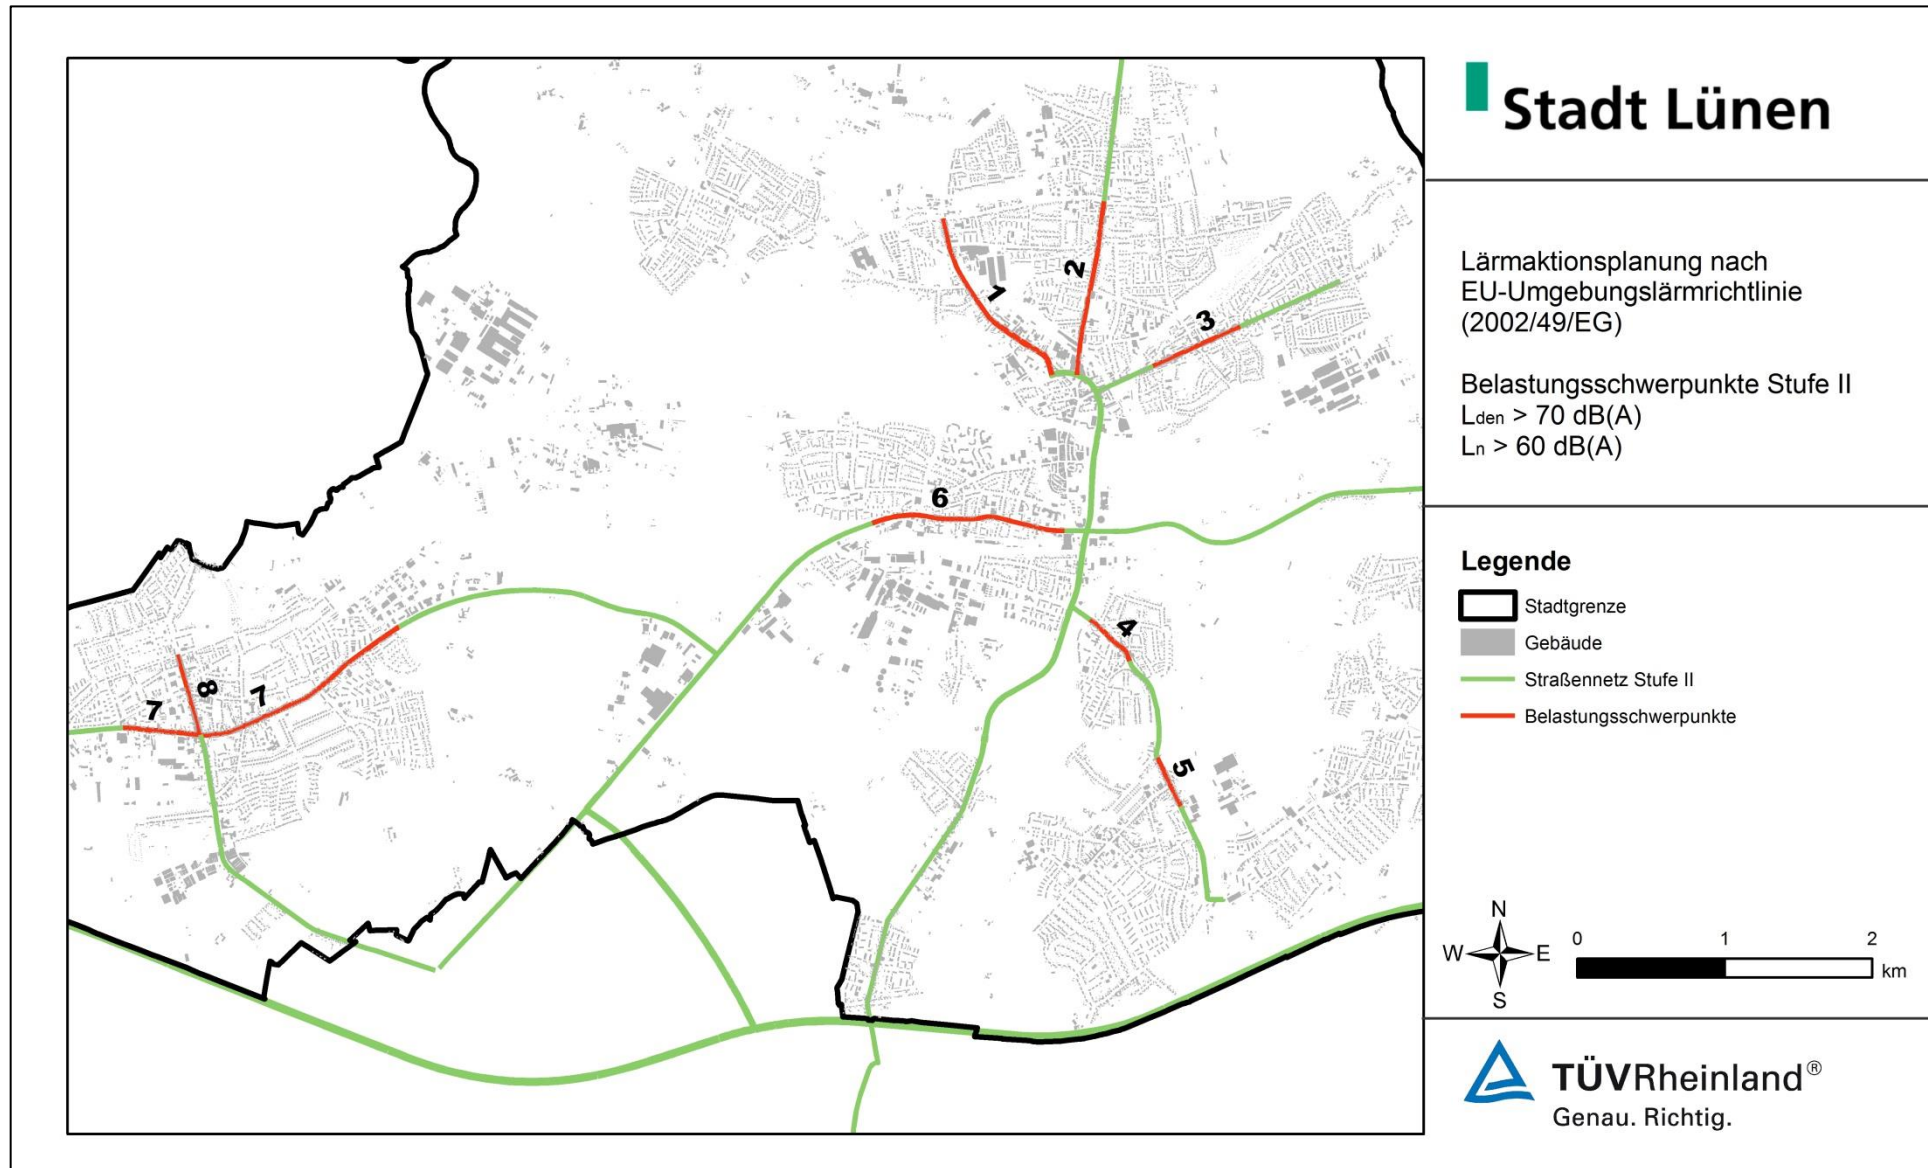 Stadt Lünen
Lärmaktionsplanung nach
EU-Umgebungslärmrichtlinie
(2002/49/EG)
Belastungsschwerpunkte Stufe II
Lden > 70 dB(A)
Ln > 60 dB(A)
Legende
Stadtgrenze
Gebäude
Straßennetz Stufe II
Belastungsschwerpunkte
N
W E
S
0 1 2
km
TÜVRheinland®
Genau. Richtig.
1
2
3
6
4
5
7
8
7